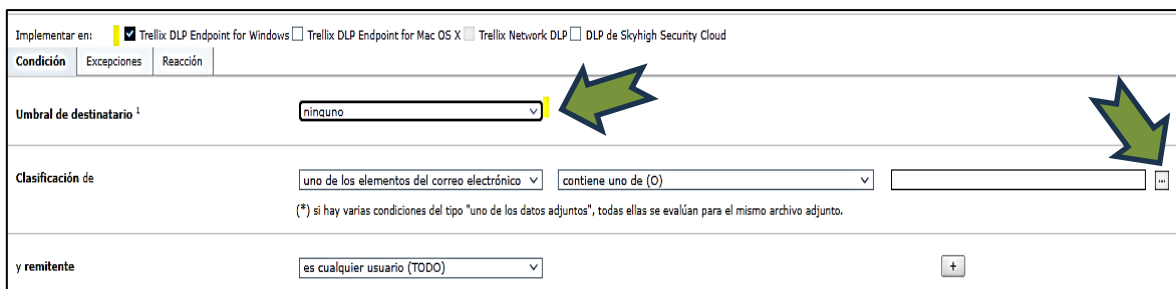 Implementar en: Trellix DLP Endpoint for Windows Trellix DLP Endpoint for Mac OS X Trellix Network DLP DLP de Skyhigh Security Cloud
Condición Excepciones Reacción
Umbral de destinatario 1 ninguno
Clasificación de uno de los elementos del correo electrónico contiene uno de (O) ...
(*) si hay varias condiciones del tipo "uno de los datos adjuntos", todas ellas se evalúan para el mismo archivo adjunto.
y remitente es cualquier usuario (TODO) +